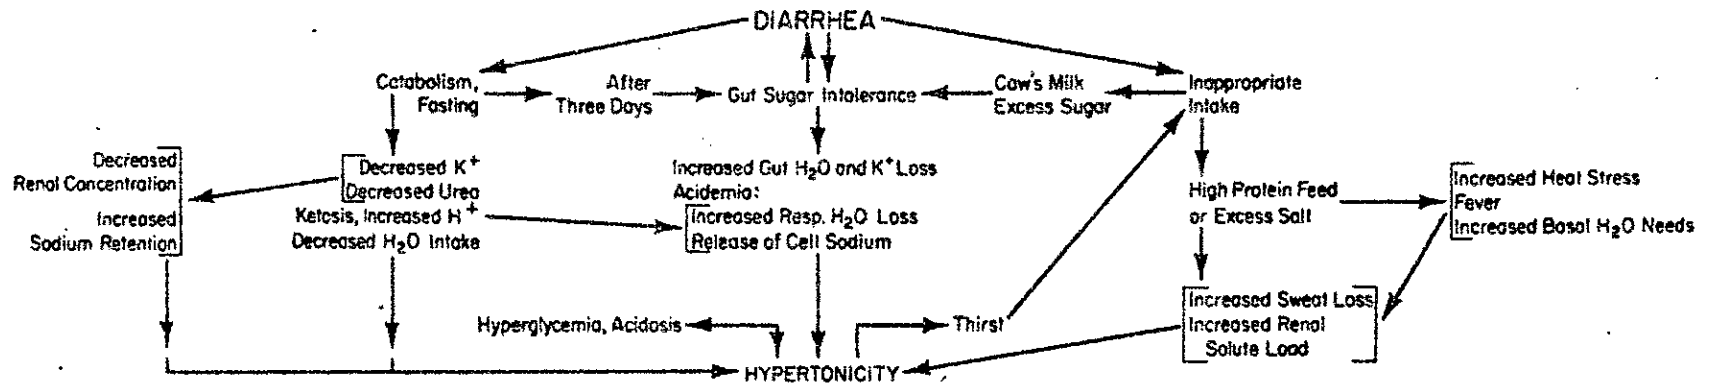 DIARRHEA
Catabolism,
Fasting
After
Three Days
Gut Sugar Intolerance
Cow's Milk
Excess Sugar
Inappropriate
Intake
Decreased
Renal Concentration
Increased
Sodium Retention
Decreased K+
Decreased Urea
Ketosis, Increased H+
Decreased H2O Intake
Increased Gut H2O and K+ Loss
Acidemia:
Increased Resp. H2O Loss
Release of Cell Sodium
High Protein Feed
or Excess Salt
Increased Heat Stress
Fever
Increased Basal H2O Needs
Increased Sweat Loss
Increased Renal
Solute Load
Hyperglycemia, Acidosis
Thirst
HYPERTONICITY